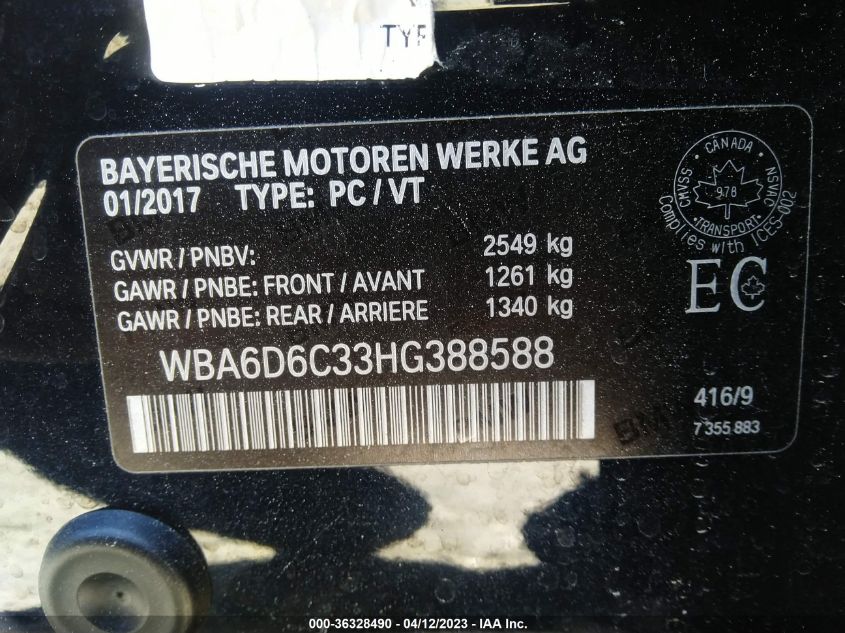 TYP
BAYERISCHE MOTOREN WERKE AG
01/2017 TYPE: PC / VT
GVWR / PNBV: 2549 kg
GAWR / PNBE: FRONT / AVANT 1261 kg
GAWR / PNBE: REAR / ARRIERE 1340 kg
WBA6D6C33HG388588
CANADA
CMVSS
NSVAC
978
TRANSPORT
Complies with ICES-002
EC
416/9
7 355 883
BMW
000-36328490 - 04/12/2023 - IAA Inc.